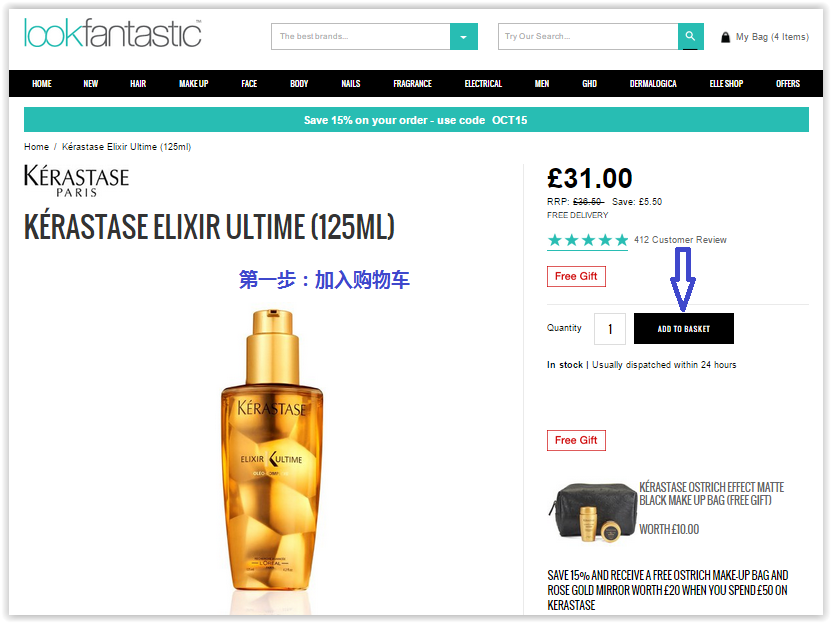 lookfantastic™
The best brands...
Try Our Search...
My Bag (4 Items)
HOME NEW HAIR MAKE UP FACE BODY NAILS FRAGRANCE ELECTRICAL MEN GHD DERMALOGICA ELLE SHOP OFFERS
Save 15% on your order - use code OCT15
Home / Kérastase Elixir Ultime (125ml)
KÉRASTASE
PARIS
KÉRASTASE ELIXIR ULTIME (125ML)
第一步：加入购物车
KÉRASTASE
ELIXIR ULTIME
L'ORÉAL
£31.00
RRP: £36.50 Save: £5.50
FREE DELIVERY
412 Customer Review
Free Gift
Quantity 1 ADD TO BASKET
In stock | Usually dispatched within 24 hours
Free Gift
KÉRASTASE OSTRICH EFFECT MATTE
BLACK MAKE UP BAG (FREE GIFT)
WORTH £10.00
SAVE 15% AND RECEIVE A FREE OSTRICH MAKE-UP BAG AND
ROSE GOLD MIRROR WORTH £20 WHEN YOU SPEND £50 ON
KERASTASE